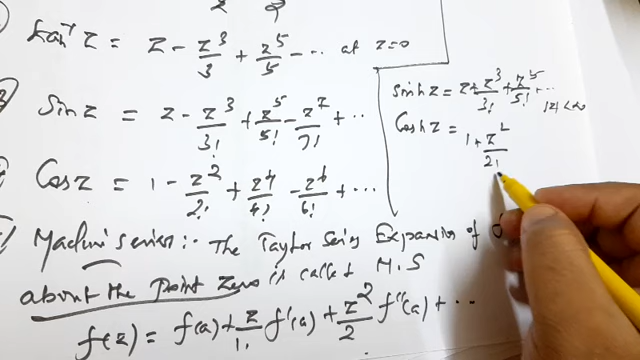 tan⁻¹ z = z - z³/3 + z⁵/5 - ... at z=0
Sin z = z - z³/3! + z⁵/5! - z⁷/7! + ...
Cos z = 1 - z²/2! + z⁴/4! - z⁶/6! + ...
Sinh z = z + z³/3! + z⁵/5! + ...
|z| < ∞
Cosh z = 1 + z²/2!
series:- The Taylor Series Expansion of
about the point Zero is called M.S
f(z) = f(a) + z/1! f'(a) + z²/2 f''(a) + ...